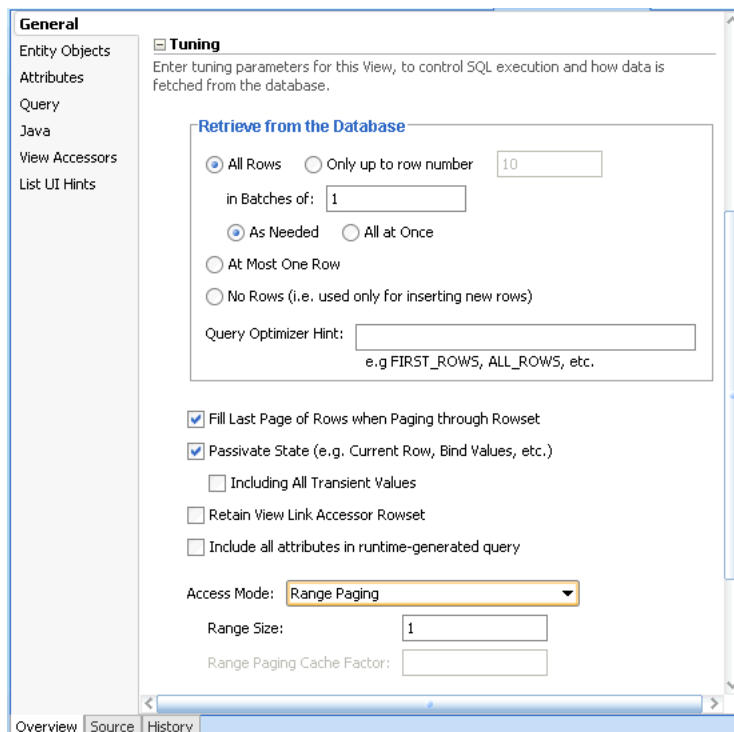 General
Entity Objects
Attributes
Query
Java
View Accessors
List UI Hints
Tuning
Enter tuning parameters for this View, to control SQL execution and how data is
fetched from the database.
Retrieve from the Database
All Rows Only up to row number 10
in Batches of: 1
As Needed All at Once
At Most One Row
No Rows (i.e. used only for inserting new rows)
Query Optimizer Hint:
e.g FIRST_ROWS, ALL_ROWS, etc.
Fill Last Page of Rows when Paging through Rowset
Passivate State (e.g. Current Row, Bind Values, etc.)
Including All Transient Values
Retain View Link Accessor Rowset
Include all attributes in runtime-generated query
Access Mode: Range Paging
Range Size: 1
Range Paging Cache Factor:
Overview Source History